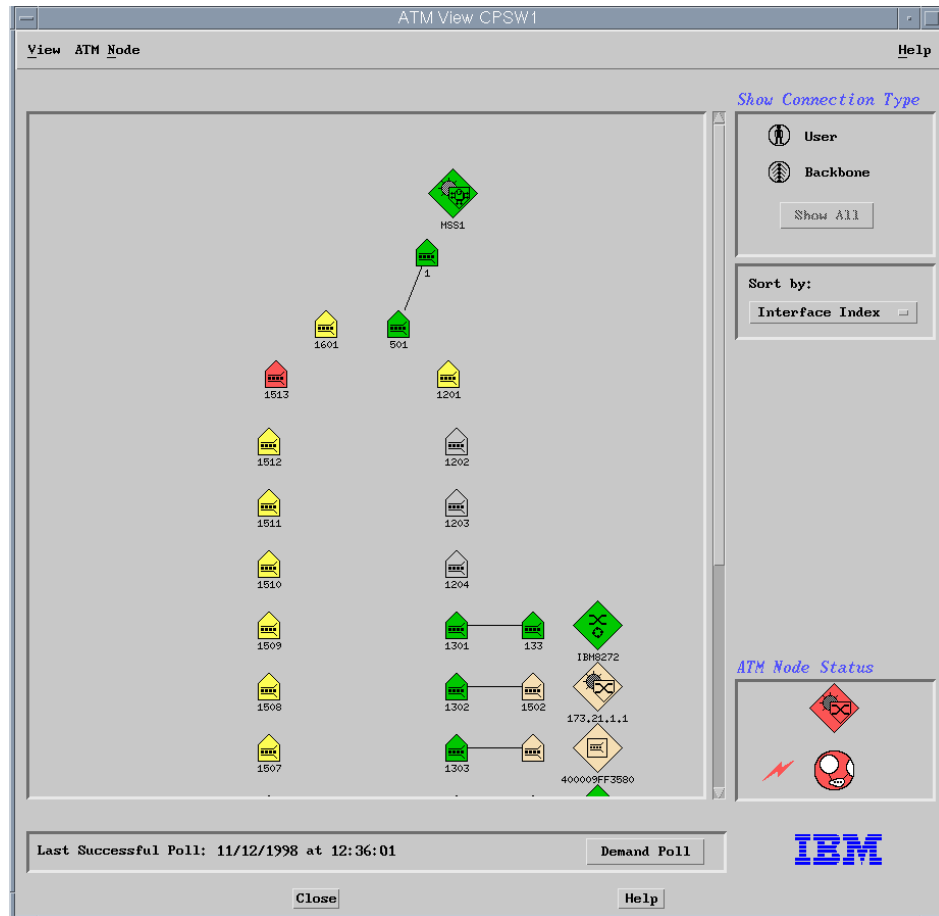 ATM View CPSW1
View ATM Node Help
Show Connection Type
User
Backbone
Show All
Sort by:
Interface Index
MSS1
1
1601 501
1513 1201
1512 1202
1511 1203
1510 1204
1509 1301 133 IBM8272
1508 1302 1502 173.21.1.1
1507 1303 400009FF3580
ATM Node Status
Last Successful Poll: 11/12/1998 at 12:36:01 Demand Poll
IBM
Close Help